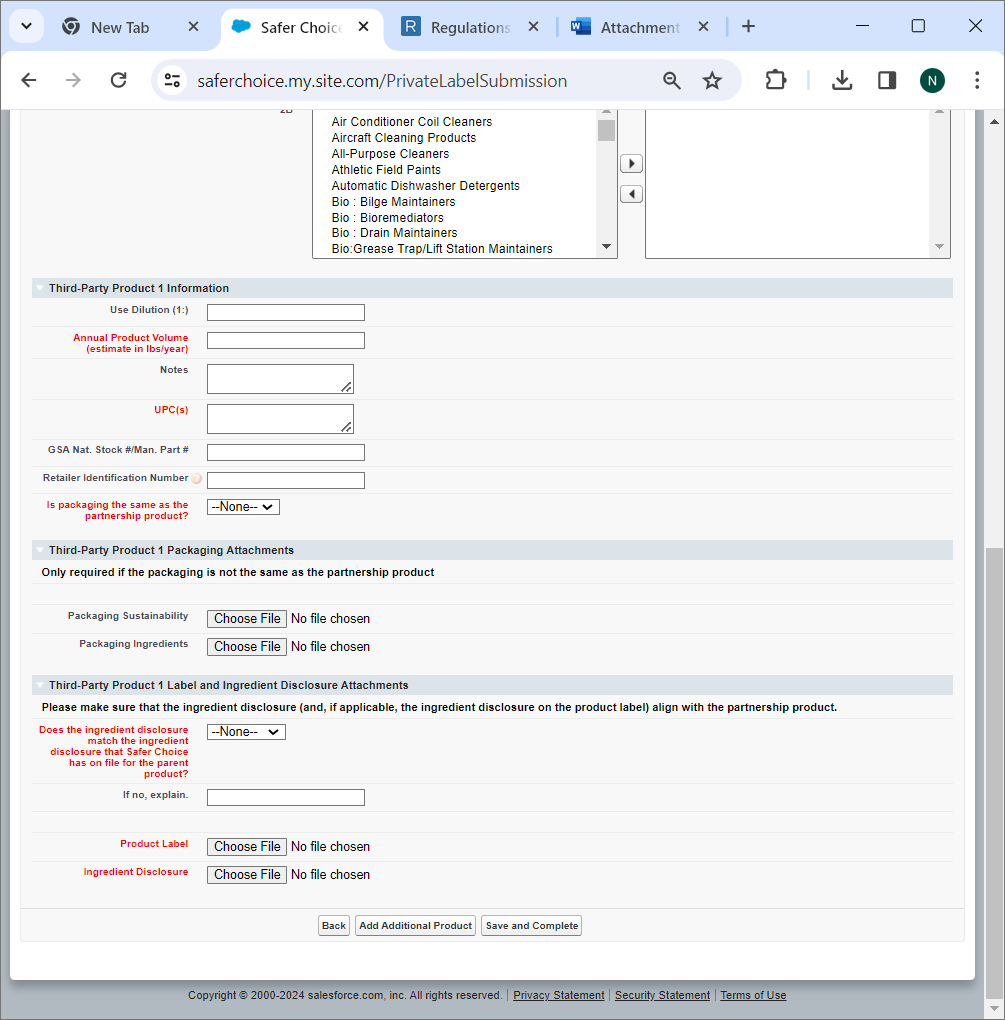 New Tab
Safer Choice
Regulations
Attachment
saferchoice.my.site.com/PrivateLabelSubmission
N
Air Conditioner Coil Cleaners
Aircraft Cleaning Products
All-Purpose Cleaners
Athletic Field Paints
Automatic Dishwasher Detergents
Bio : Bilge Maintainers
Bio : Bioremediators
Bio : Drain Maintainers
Bio:Grease Trap/Lift Station Maintainers
Third-Party Product 1 Information
Use Dilution (1:)
Annual Product Volume
(estimate in lbs/year)
Notes
UPC(s)
GSA Nat. Stock #/Man. Part #
Retailer Identification Number
Is packaging the same as the
partnership product?
--None--
Third-Party Product 1 Packaging Attachments
Only required if the packaging is not the same as the partnership product
Packaging Sustainability
Choose File No file chosen
Packaging Ingredients
Choose File No file chosen
Third-Party Product 1 Label and Ingredient Disclosure Attachments
Please make sure that the ingredient disclosure (and, if applicable, the ingredient disclosure on the product label) align with the partnership product.
Does the ingredient disclosure
match the ingredient
disclosure that Safer Choice
has on file for the parent
product?
--None--
If no, explain.
Product Label
Choose File No file chosen
Ingredient Disclosure
Choose File No file chosen
Back
Add Additional Product
Save and Complete
Copyright © 2000-2024 salesforce.com, inc. All rights reserved. | Privacy Statement | Security Statement | Terms of Use